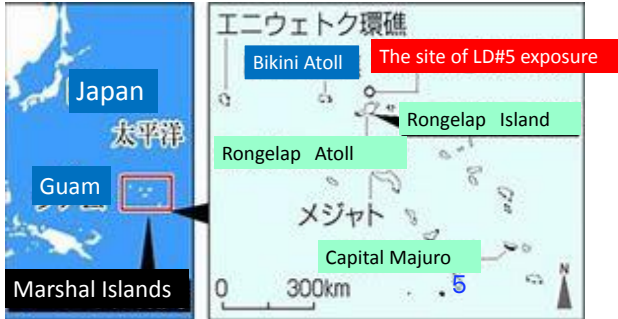 Japan
太平洋
Guam
Marshal Islands
エニウェトク環礁
Bikini Atoll
The site of LD#5 exposure
Rongelap Island
Rongelap Atoll
メジャト
Capital Majuro
N
0 300km
5